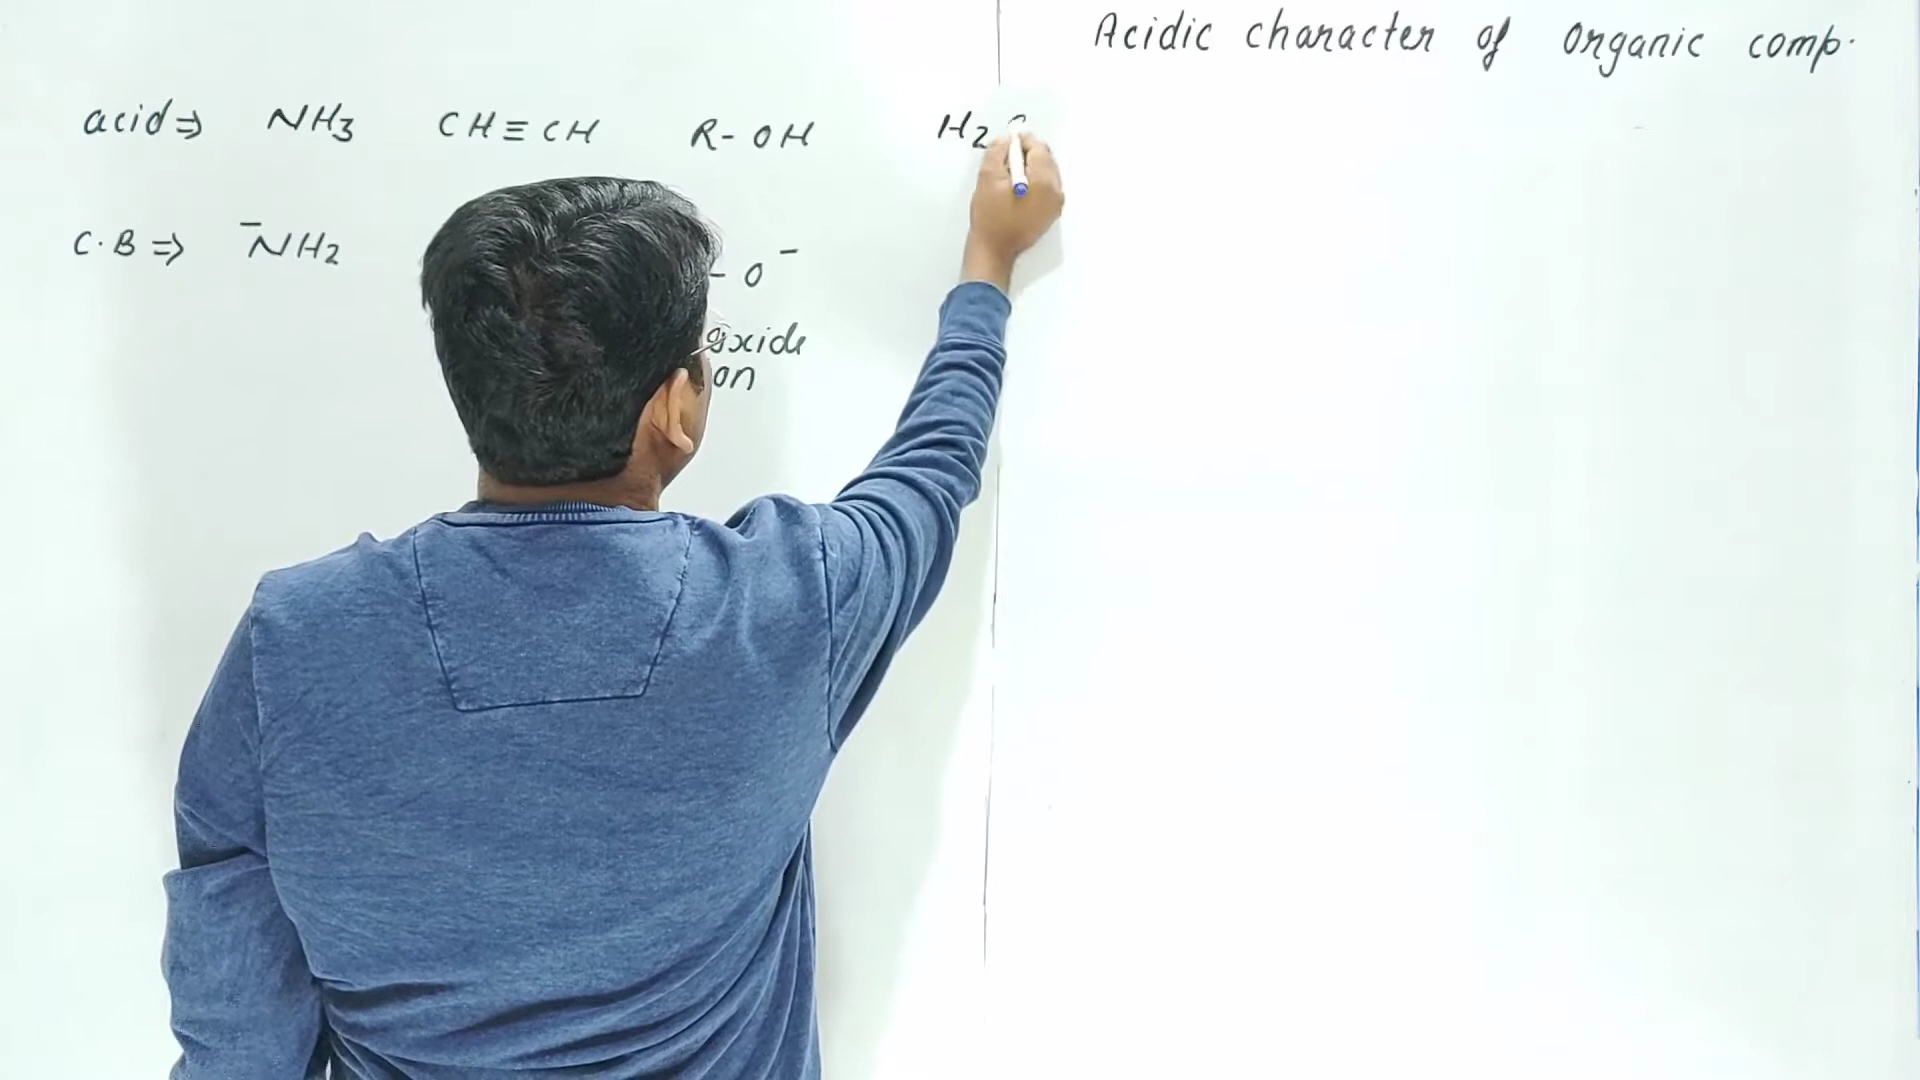 Acidic character of organic comp.
acid ⇒ NH3 CH≡CH R-OH H2
C.B ⇒ ⁻NH2 - O⁻
oxide
on